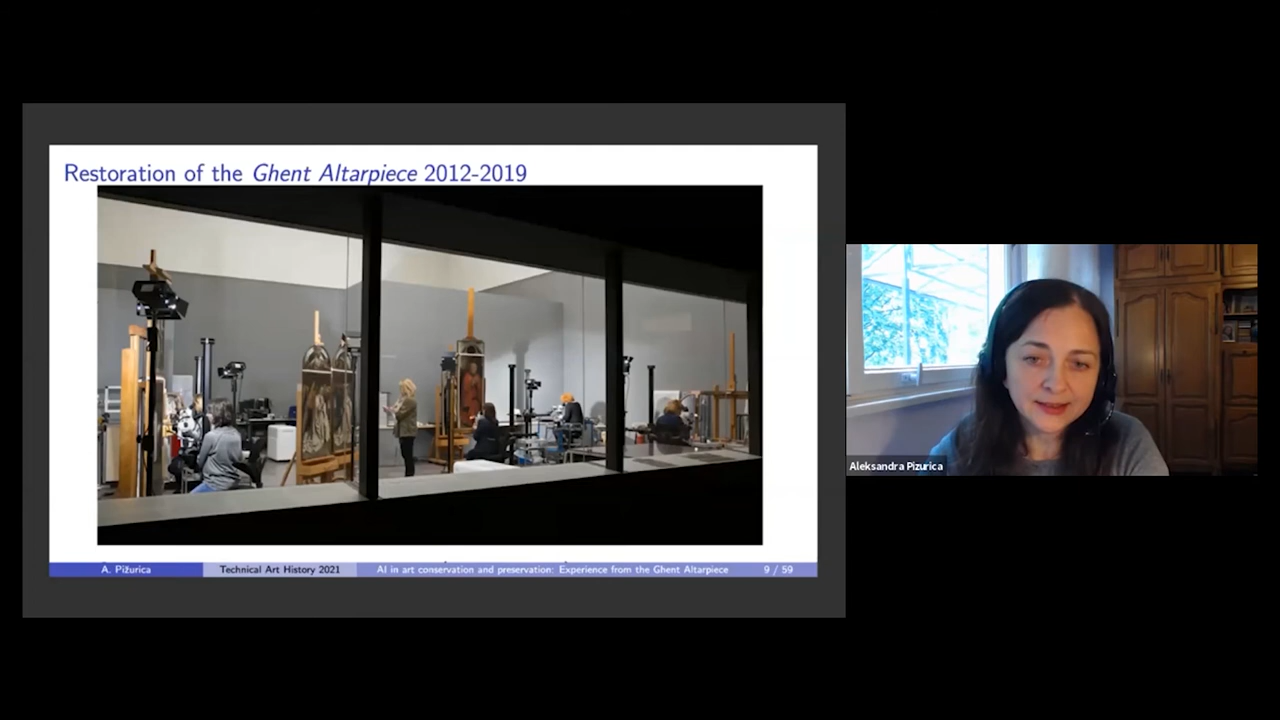 Restoration of the Ghent Altarpiece 2012-2019
A. Pižurica
Technical Art History 2021
AI in art conservation and preservation: Experience from the Ghent Altarpiece
9 / 59
Aleksandra Pizurica